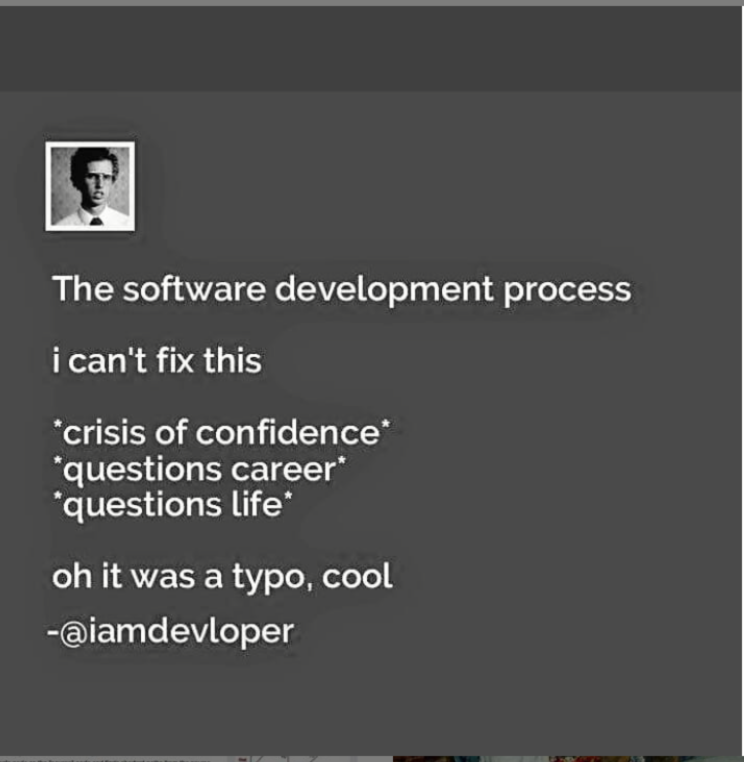 The software development process
i can't fix this
*crisis of confidence*
*questions career*
*questions life*
oh it was a typo, cool
-@iamdevloper